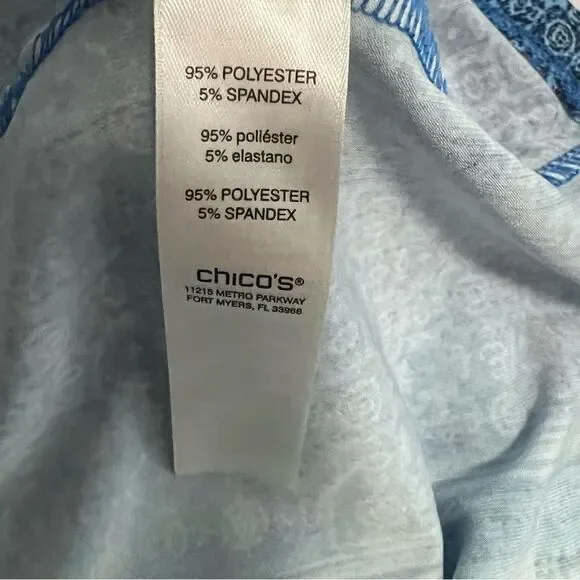 95% POLYESTER
5% SPANDEX
95% poliéster
5% elastano
95% POLYESTER
5% SPANDEX
chico's®
11215 METRO PARKWAY
FORT MYERS, FL 33966